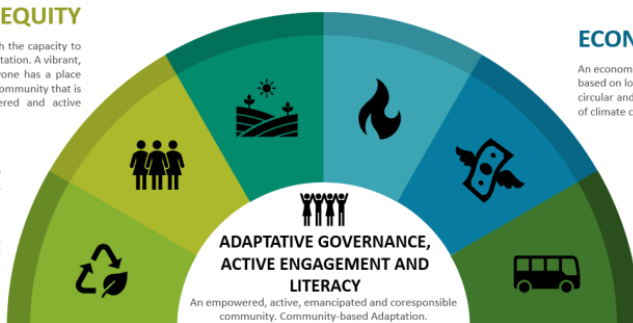 EQUITY
the capacity to
tation. A vibrant,
one has a place
community that is
ered and active
ECON
An econom
based on lo
circular and
of climate c
ADAPTATIVE GOVERNANCE,
ACTIVE ENGAGEMENT AND
LITERACY
An empowered, active, emancipated and coresponsible
community. Community-based Adaptation.